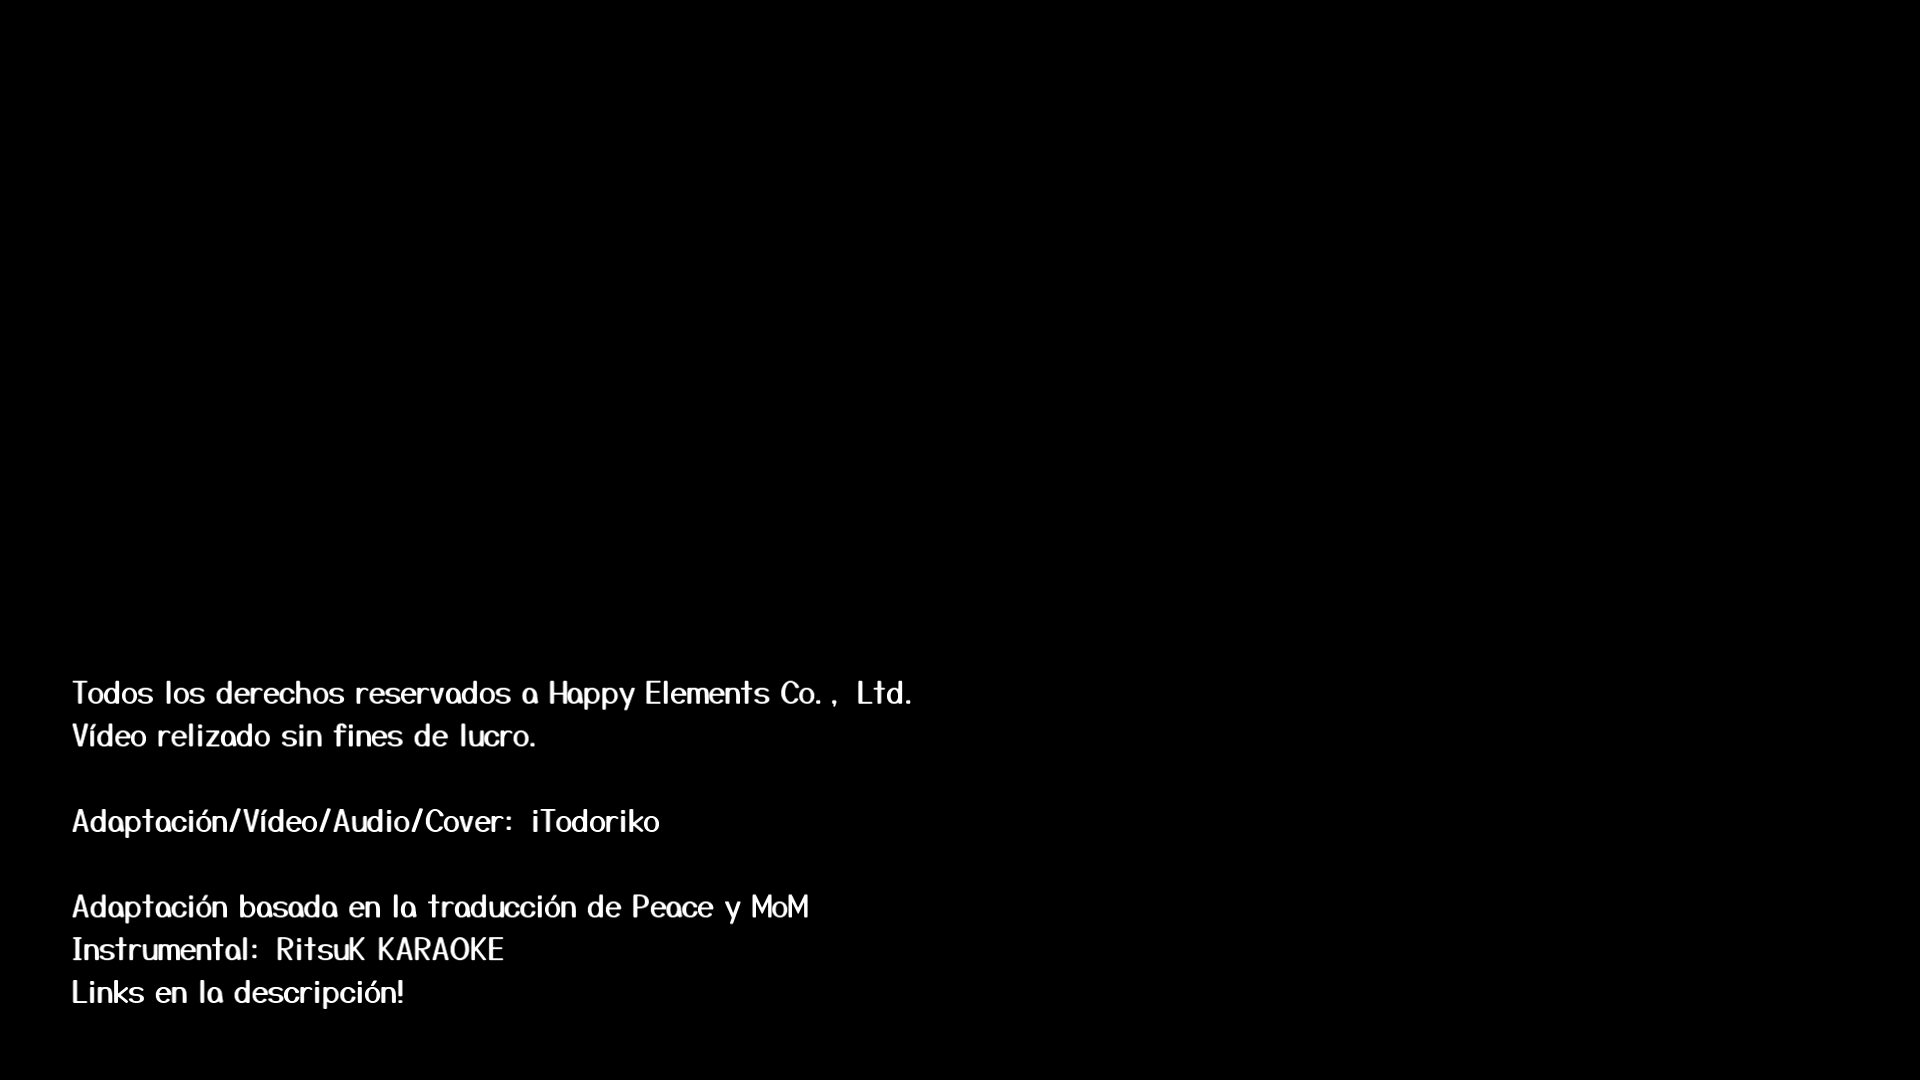 Todos los derechos reservados a Happy Elements Co., Ltd.
Vídeo relizado sin fines de lucro.
Adaptación/Vídeo/Audio/Cover: iTodoriko
Adaptación basada en la traducción de Peace y MoM
Instrumental: RitsuK KARAOKE
Links en la descripción!